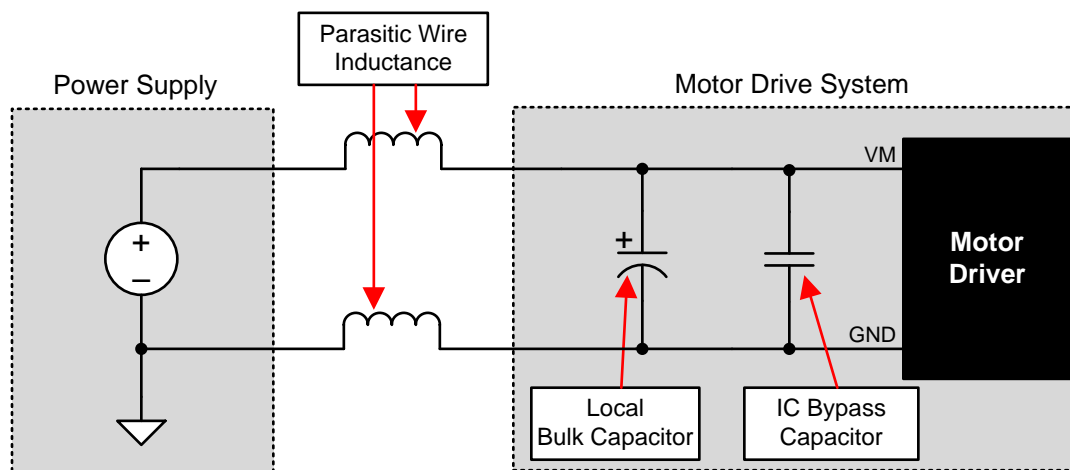 Parasitic Wire
Inductance
Power Supply
Motor Drive System
VM
+
–
+
Motor
Driver
GND
Local
Bulk Capacitor
IC Bypass
Capacitor